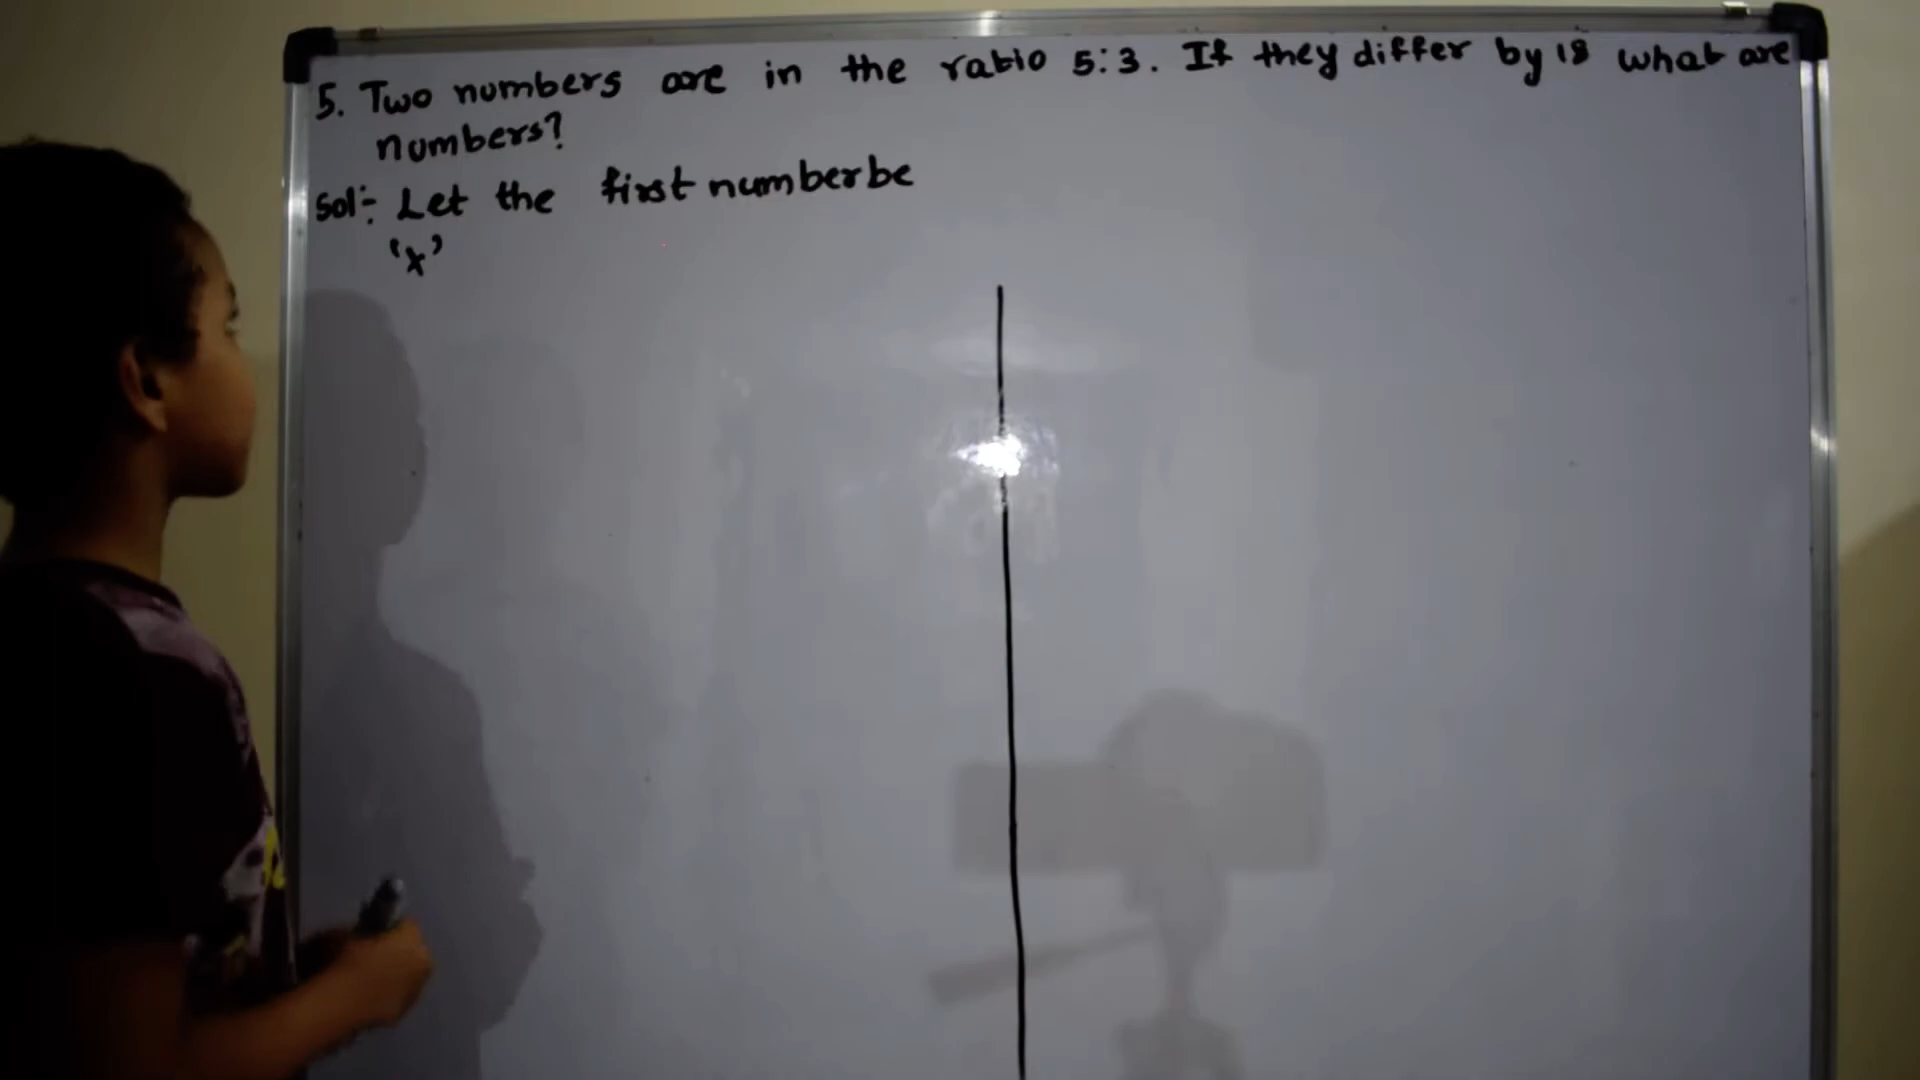 5. Two numbers are in the ratio 5:3. If they differ by 18 what are
numbers?
Sol:- Let the first number be
'x'